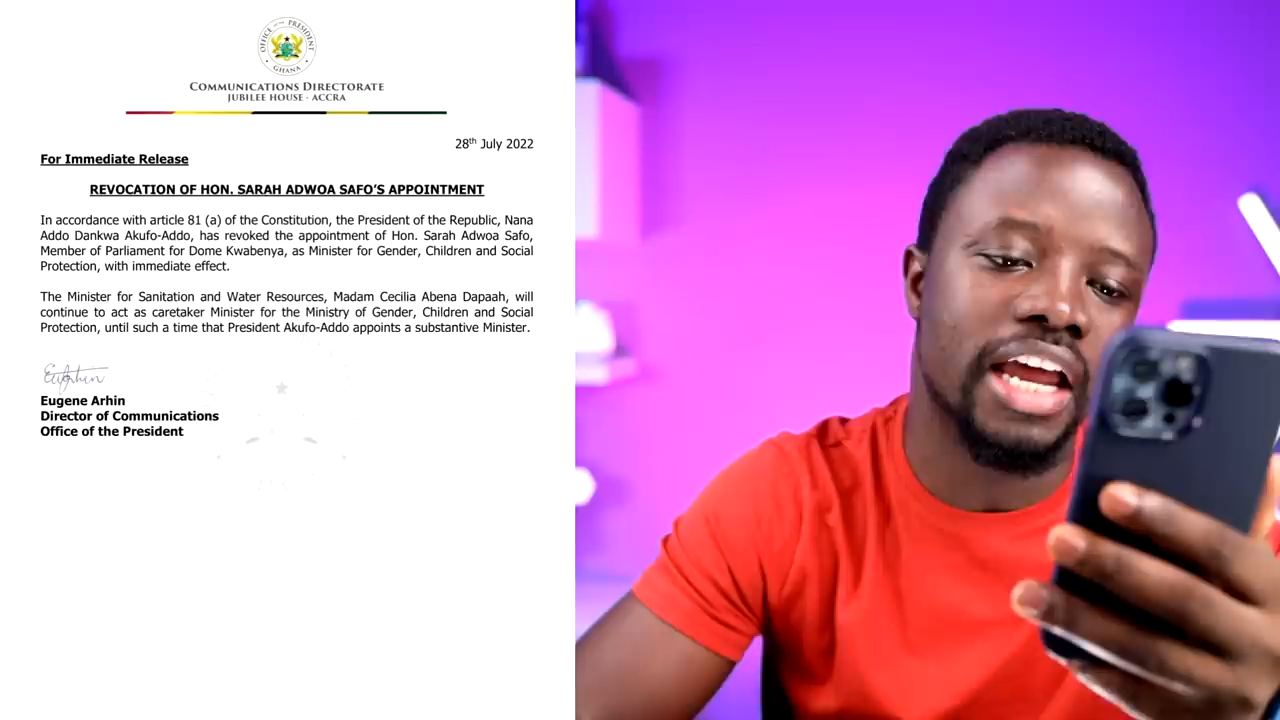 OFFICE OF THE PRESIDENT
GHANA
COMMUNICATIONS DIRECTORATE
JUBILEE HOUSE - ACCRA
28th July 2022
For Immediate Release
REVOCATION OF HON. SARAH ADWOA SAFO'S APPOINTMENT
In accordance with article 81 (a) of the Constitution, the President of the Republic, Nana
Addo Dankwa Akufo-Addo, has revoked the appointment of Hon. Sarah Adwoa Safo,
Member of Parliament for Dome Kwabenya, as Minister for Gender, Children and Social
Protection, with immediate effect.
The Minister for Sanitation and Water Resources, Madam Cecilia Abena Dapaah, will
continue to act as caretaker Minister for the Ministry of Gender, Children and Social
Protection, until such a time that President Akufo-Addo appoints a substantive Minister.
Eugene Arhin
Director of Communications
Office of the President